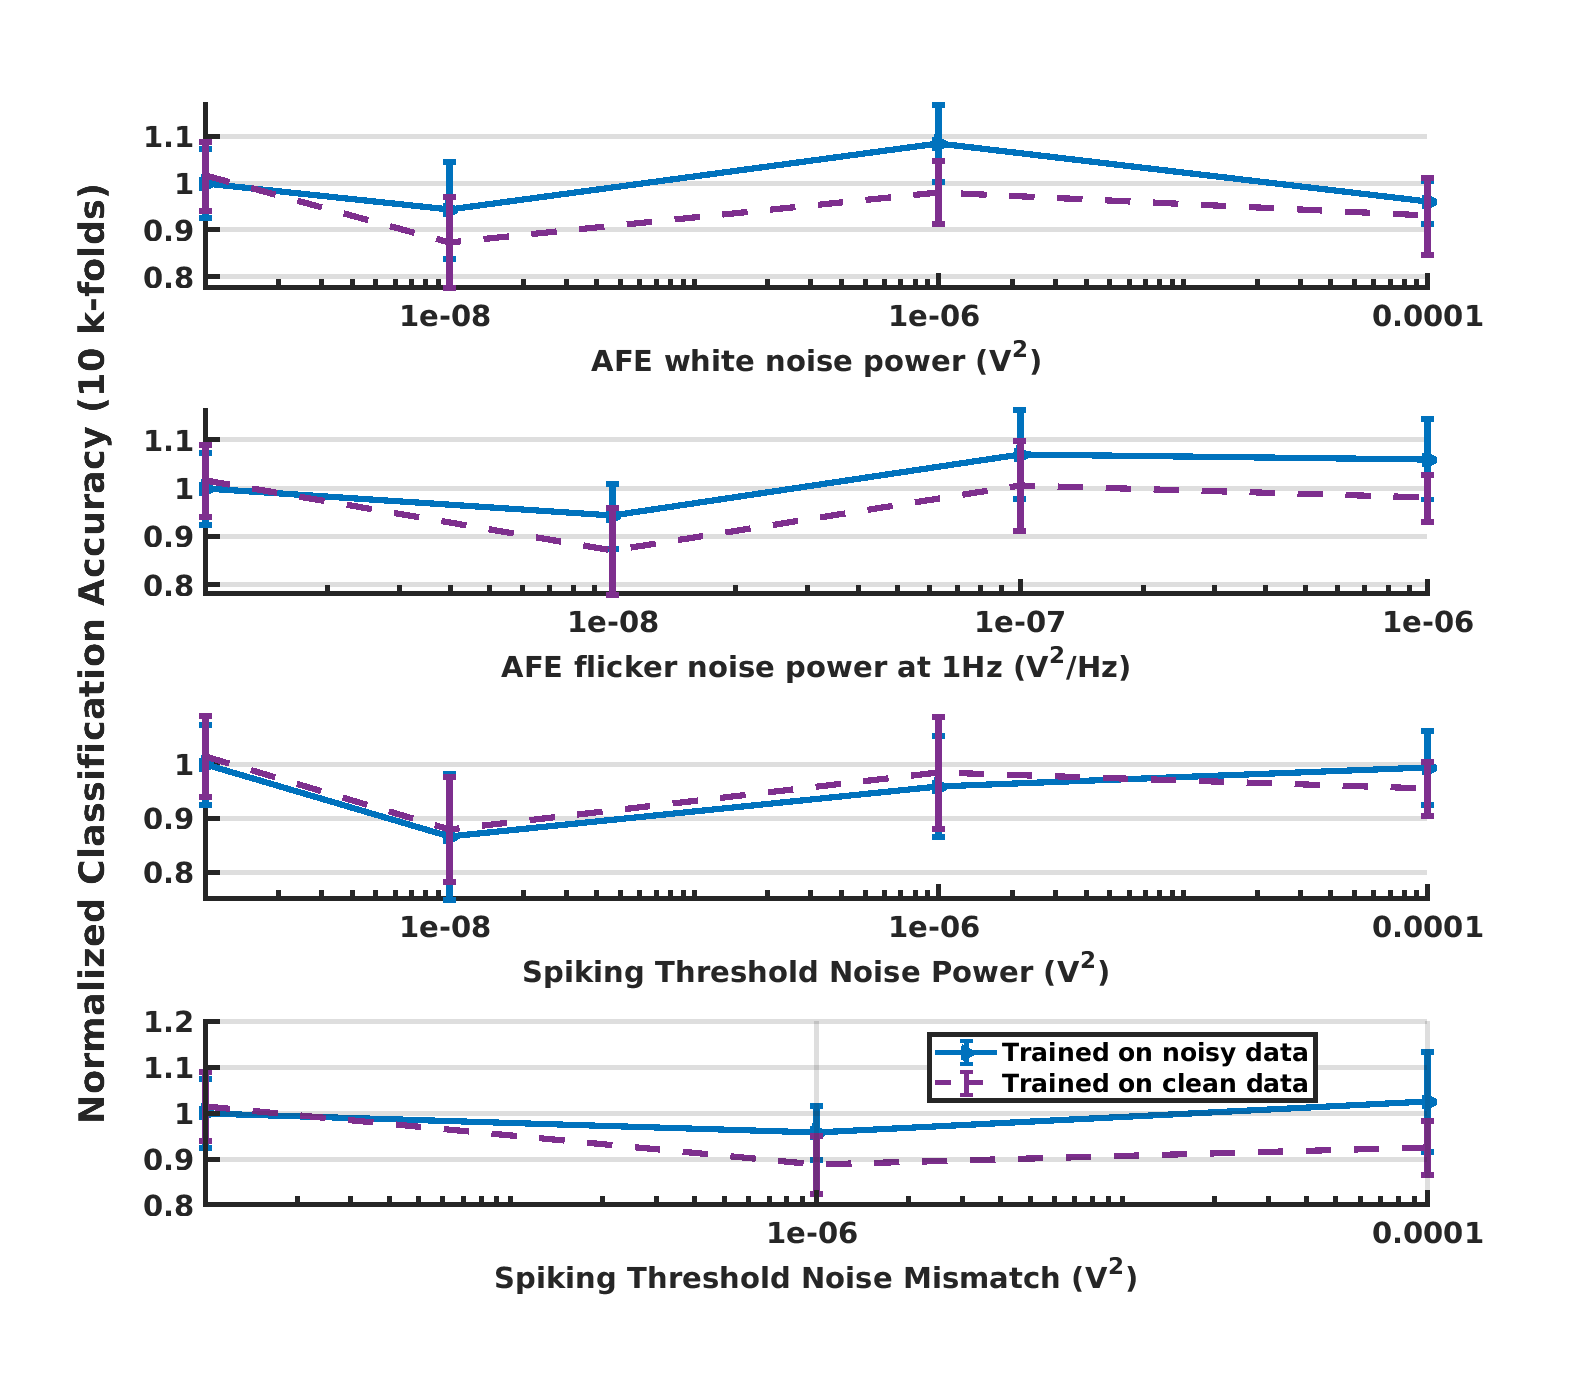 Normalized Classification Accuracy (10 k-folds)
1.1
1
0.9
0.8
1e-08 1e-06 0.0001
AFE white noise power (V²)
1.1
1
0.9
0.8
1e-08 1e-07 1e-06
AFE flicker noise power at 1Hz (V²/Hz)
1
0.9
0.8
1e-08 1e-06 0.0001
Spiking Threshold Noise Power (V²)
1.2
1.1
1
0.9
0.8
Trained on noisy data
Trained on clean data
1e-06 0.0001
Spiking Threshold Noise Mismatch (V²)